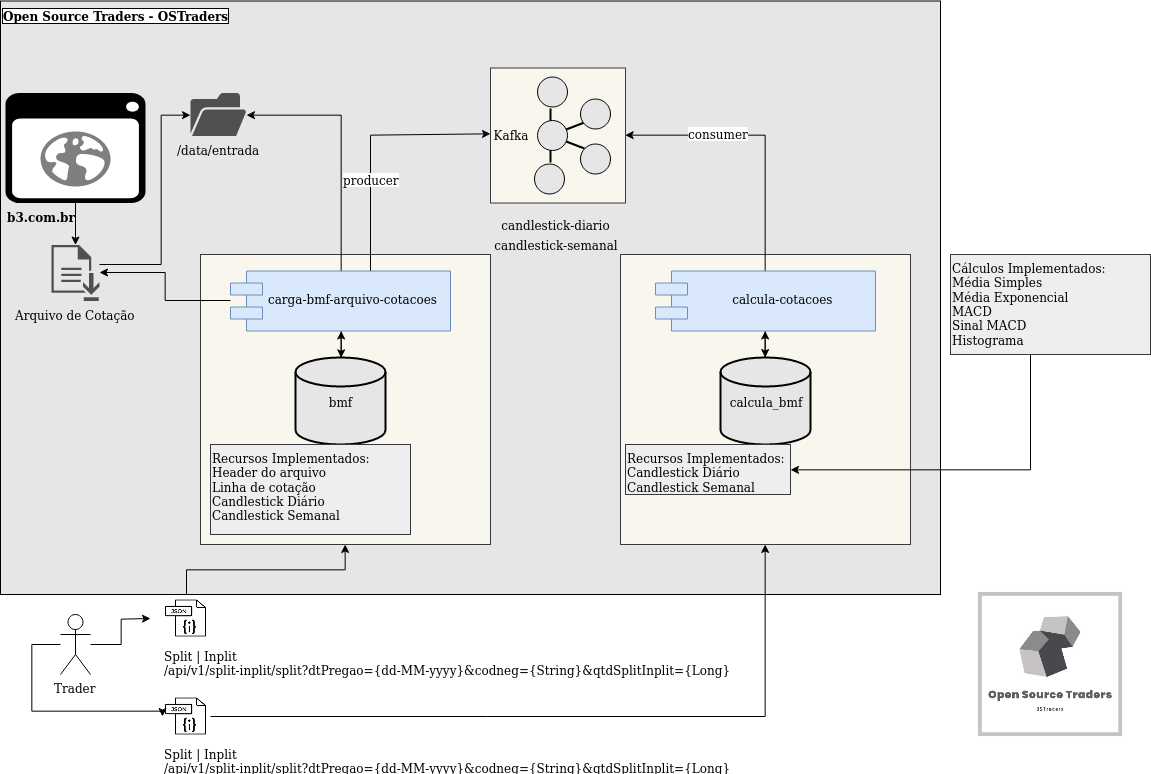 Open Source Traders - OSTraders
b3.com.br
/data/entrada
Arquivo de Cotação
producer
Kafka
consumer
candlestick-diario
candlestick-semanal
carga-bmf-arquivo-cotacoes
bmf
Recursos Implementados:
Header do arquivo
Linha de cotação
Candlestick Diário
Candlestick Semanal
calcula-cotacoes
calcula_bmf
Recursos Implementados:
Candlestick Diário
Candlestick Semanal
Cálculos Implementados:
Média Simples
Média Exponencial
MACD
Sinal MACD
Histograma
Trader
JSON
{i}
Split | Inplit
/api/v1/split-inplit/split?dtPregao={dd-MM-yyyy}&codneg={String}&qtdSplitInplit={Long}
JSON
{i}
Split | Inplit
/api/v1/split-inplit/split?dtPregao={dd-MM-yyyy}&codneg={String}&qtdSplitInplit={Long}
Open Source Traders